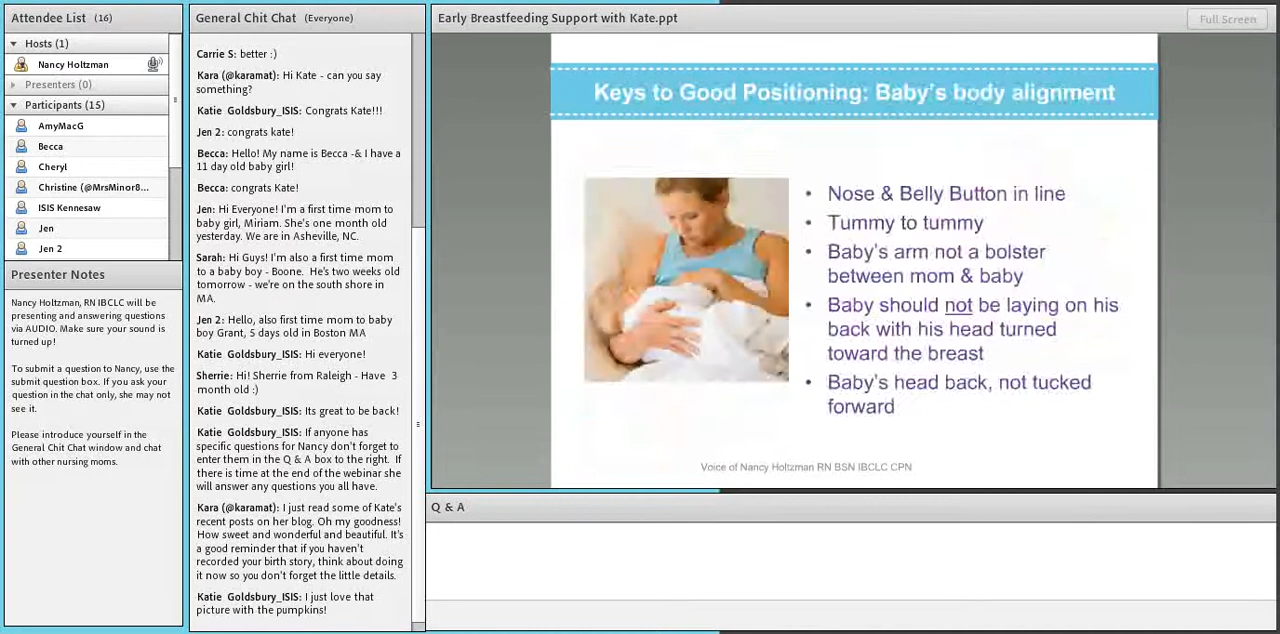 Attendee List (16)
Hosts (1)
Nancy Holtzman
Presenters (0)
Participants (15)
AmyMacG
Becca
Cheryl
Christine (@MrsMinor8...
ISIS Kennesaw
Jen
Jen 2
Presenter Notes
Nancy Holtzman, RN IBCLC will be
presenting and answering questions
via AUDIO. Make sure your sound is
turned up!
To submit a question to Nancy, use the
submit question box. If you ask your
question in the chat only, she may not
see it.
Please introduce yourself in the
General Chit Chat window and chat
with other nursing moms.
General Chit Chat (Everyone)
Carrie S: better :)
Kara (@karamat): Hi Kate - can you say
something?
Katie Goldsbury_ISIS: Congrats Kate!!!
Jen 2: congrats kate!
Becca: Hello! My name is Becca -& I have a
11 day old baby girl!
Becca: congrats Kate!
Jen: Hi Everyone! I'm a first time mom to
baby girl, Miriam. She's one month old
yesterday. We are in Asheville, NC.
Sarah: Hi Guys! I'm also a first time mom
to a baby boy - Boone. He's two weeks old
tomorrow - we're on the south shore in
MA.
Jen 2: Hello, also first time mom to baby
boy Grant, 5 days old in Boston MA
Katie Goldsbury_ISIS: Hi everyone!
Sherrie: Hi! Sherrie from Raleigh - Have 3
month old :)
Katie Goldsbury_ISIS: Its great to be back!
Katie Goldsbury_ISIS: If anyone has
specific questions for Nancy don't forget to
enter them in the Q & A box to the right. If
there is time at the end of the webinar she
will answer any questions you all have.
Kara (@karamat): I just read some of Kate's
recent posts on her blog. Oh my goodness!
How sweet and wonderful and beautiful. It's
a good reminder that if you haven't
recorded your birth story, think about doing
it now so you don't forget the little details.
Katie Goldsbury_ISIS: I just love that
picture with the pumpkins!
Early Breastfeeding Support with Kate.ppt
Full Screen
Keys to Good Positioning: Baby's body alignment
• Nose & Belly Button in line
• Tummy to tummy
• Baby's arm not a bolster
between mom & baby
• Baby should not be laying on his
back with his head turned
toward the breast
• Baby's head back, not tucked
forward
Voice of Nancy Holtzman RN BSN IBCLC CPN
Q & A